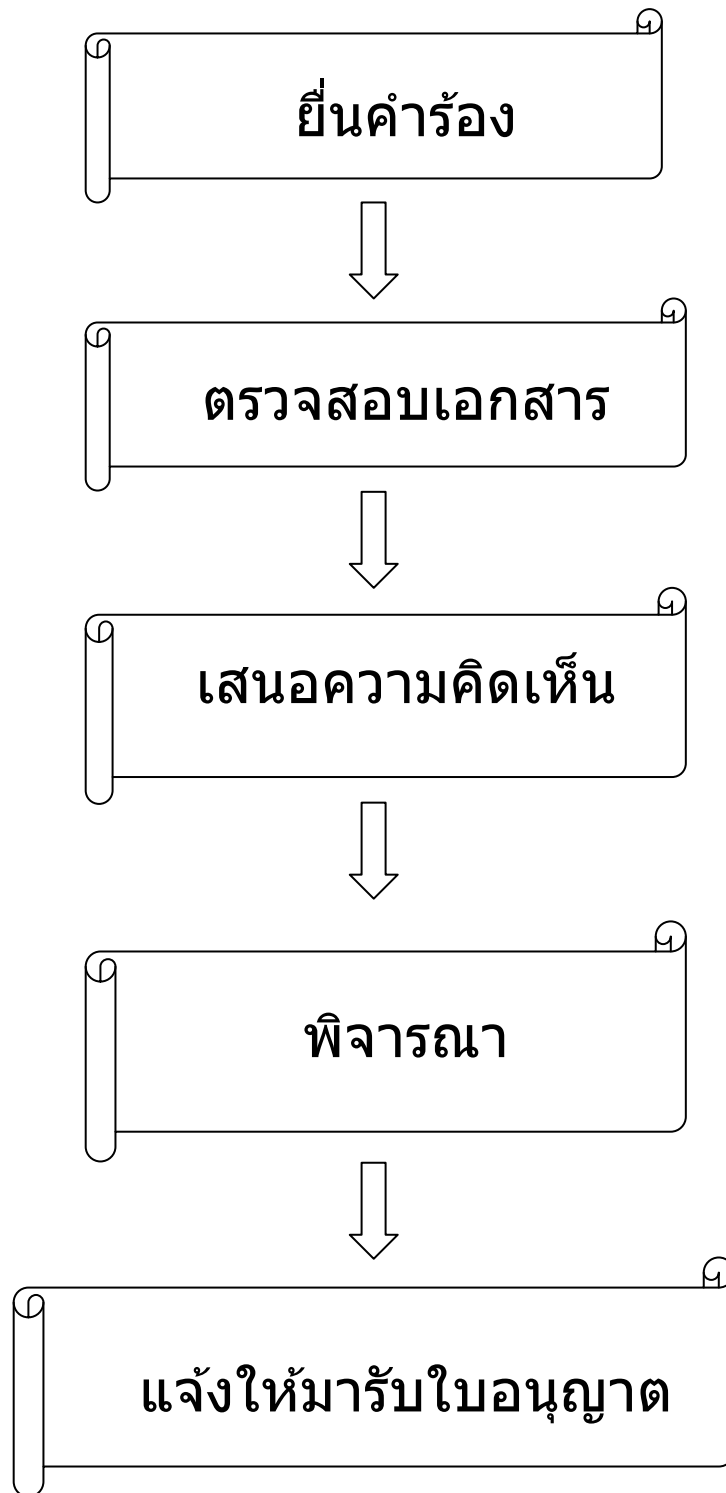 ยื่นคำร้อง
ตรวจสอบเอกสาร
เสนอความคิดเห็น
พิจารณา
แจ้งให้มารับใบอนุญาต